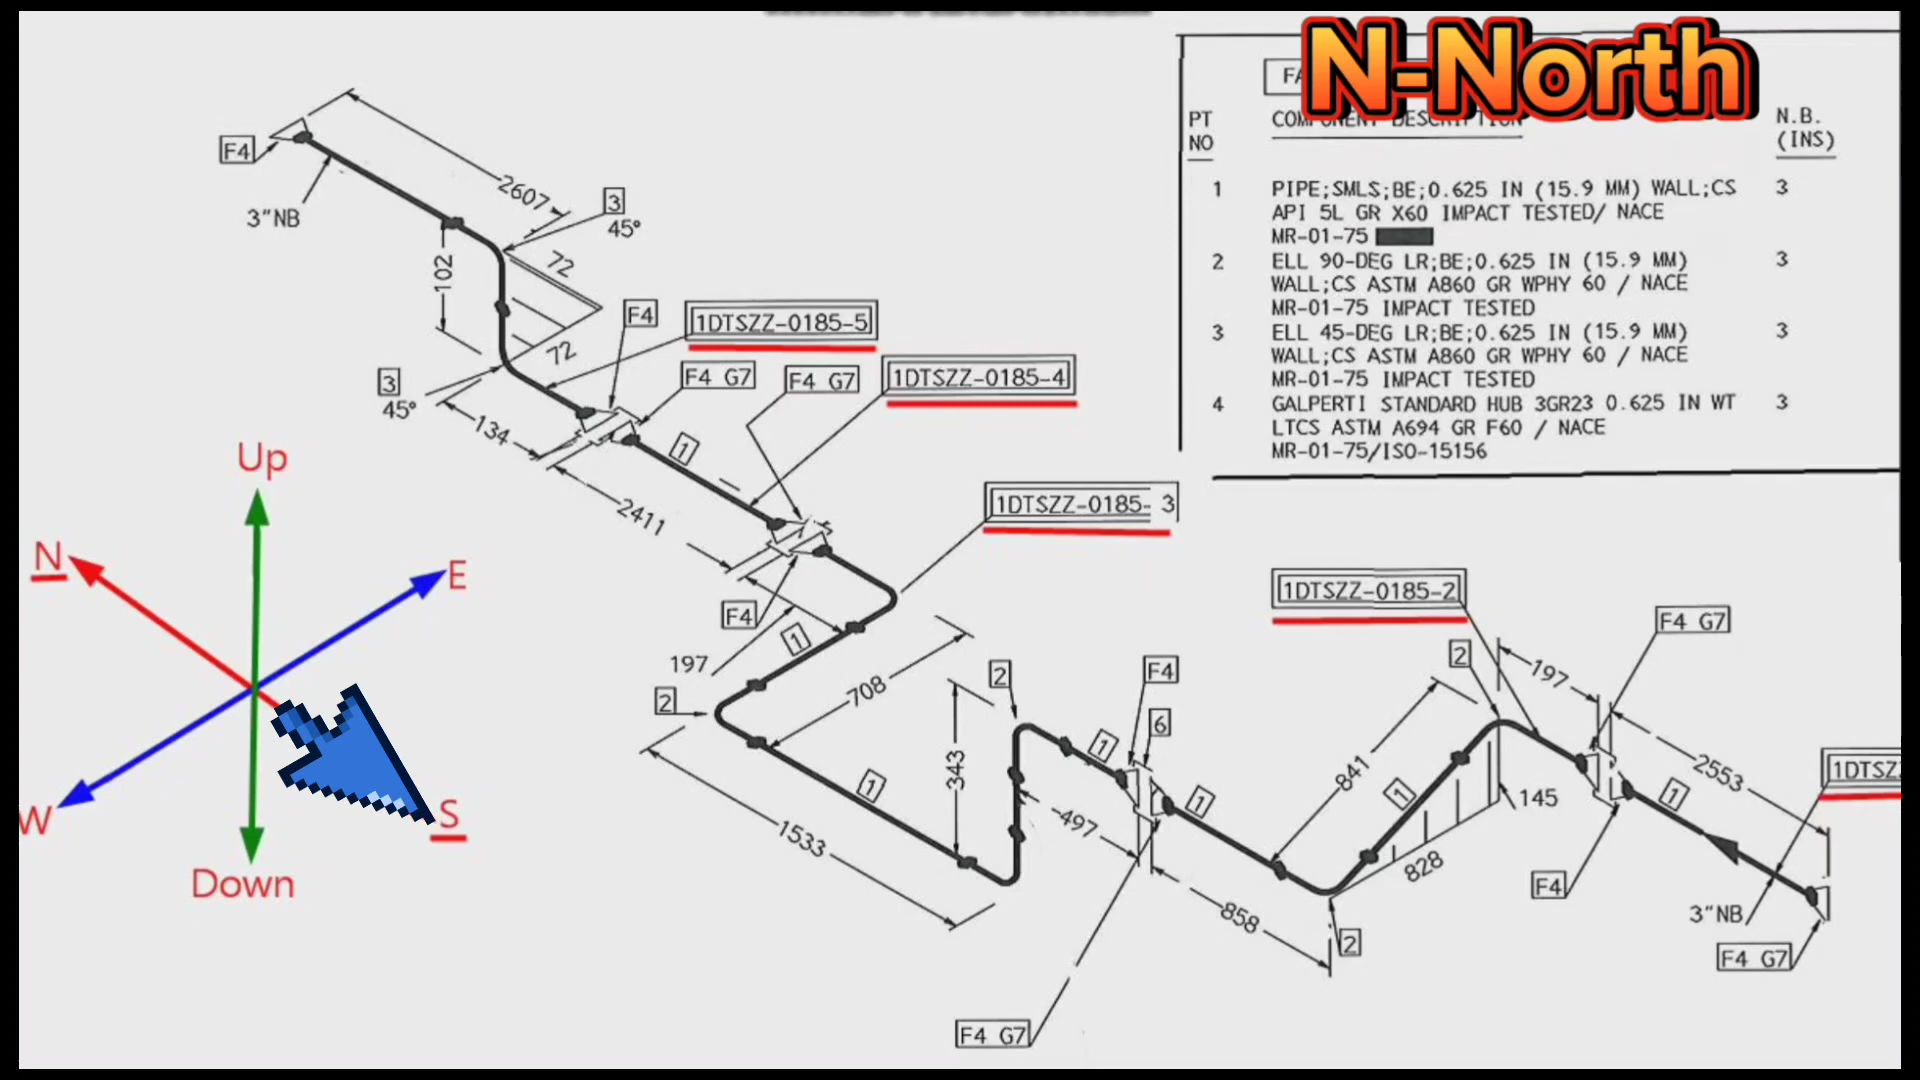 N-North
FA
PT
NO
COMPONENT DESCRIPTION
N.B.
(INS)
1 PIPE;SMLS;BE;0.625 IN (15.9 MM) WALL;CS 3
API 5L GR X60 IMPACT TESTED/ NACE
MR-01-75
2 ELL 90-DEG LR;BE;0.625 IN (15.9 MM) 3
WALL;CS ASTM A860 GR WPHY 60 / NACE
MR-01-75 IMPACT TESTED
3 ELL 45-DEG LR;BE;0.625 IN (15.9 MM) 3
WALL;CS ASTM A860 GR WPHY 60 / NACE
MR-01-75 IMPACT TESTED
4 GALPERTI STANDARD HUB 3GR23 0.625 IN WT 3
LTCS ASTM A694 GR F60 / NACE
MR-01-75/ISO-15156
F4
3"NB
2607
3
45°
102
72
72
F4
1DTSZZ-0185-5
F4 G7
F4 G7
1DTSZZ-0185-4
3
45°
134
1
2411
1DTSZZ-0185- 3
F4
1
197
2
708
1
1533
343
2
1
F4
6
497
1
858
F4 G7
841
1
828
2
2
1DTSZZ-0185-2
197
145
F4 G7
1
2553
1DTSZ
F4
3"NB
F4 G7
Up
N
E
W
S
Down